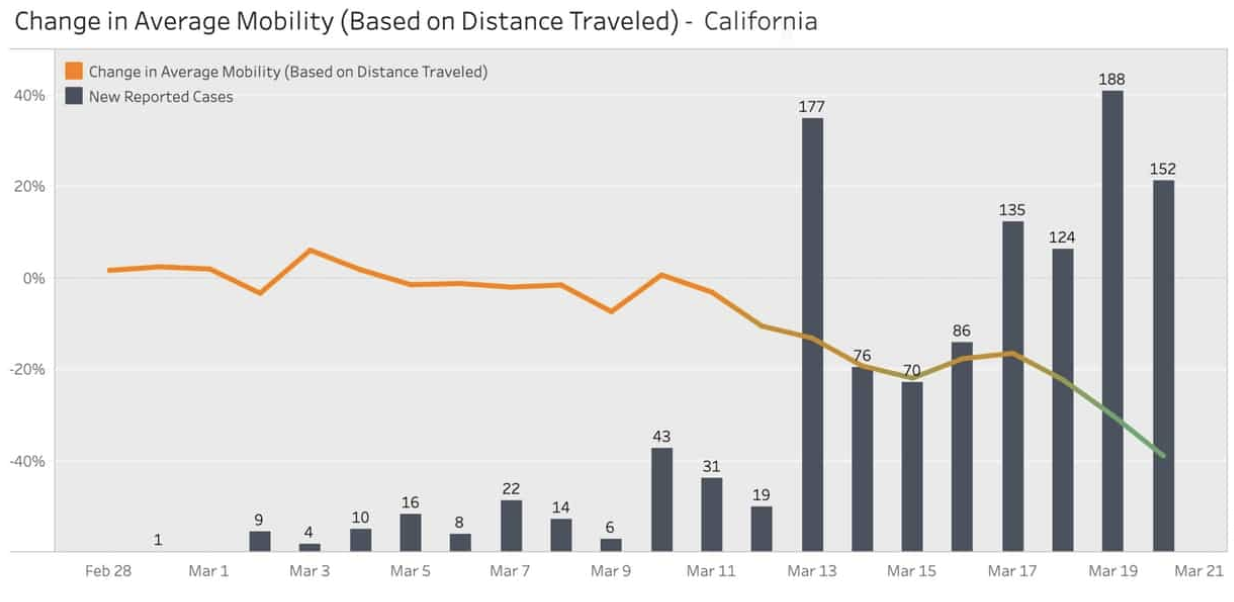 Change in Average Mobility (Based on Distance Traveled) - California
Change in Average Mobility (Based on Distance Traveled)
New Reported Cases
40%
20%
0%
-20%
-40%
1
9
4
10
16
8
22
14
6
43
31
19
177
76
70
86
135
124
188
152
Feb 28
Mar 1
Mar 3
Mar 5
Mar 7
Mar 9
Mar 11
Mar 13
Mar 15
Mar 17
Mar 19
Mar 21